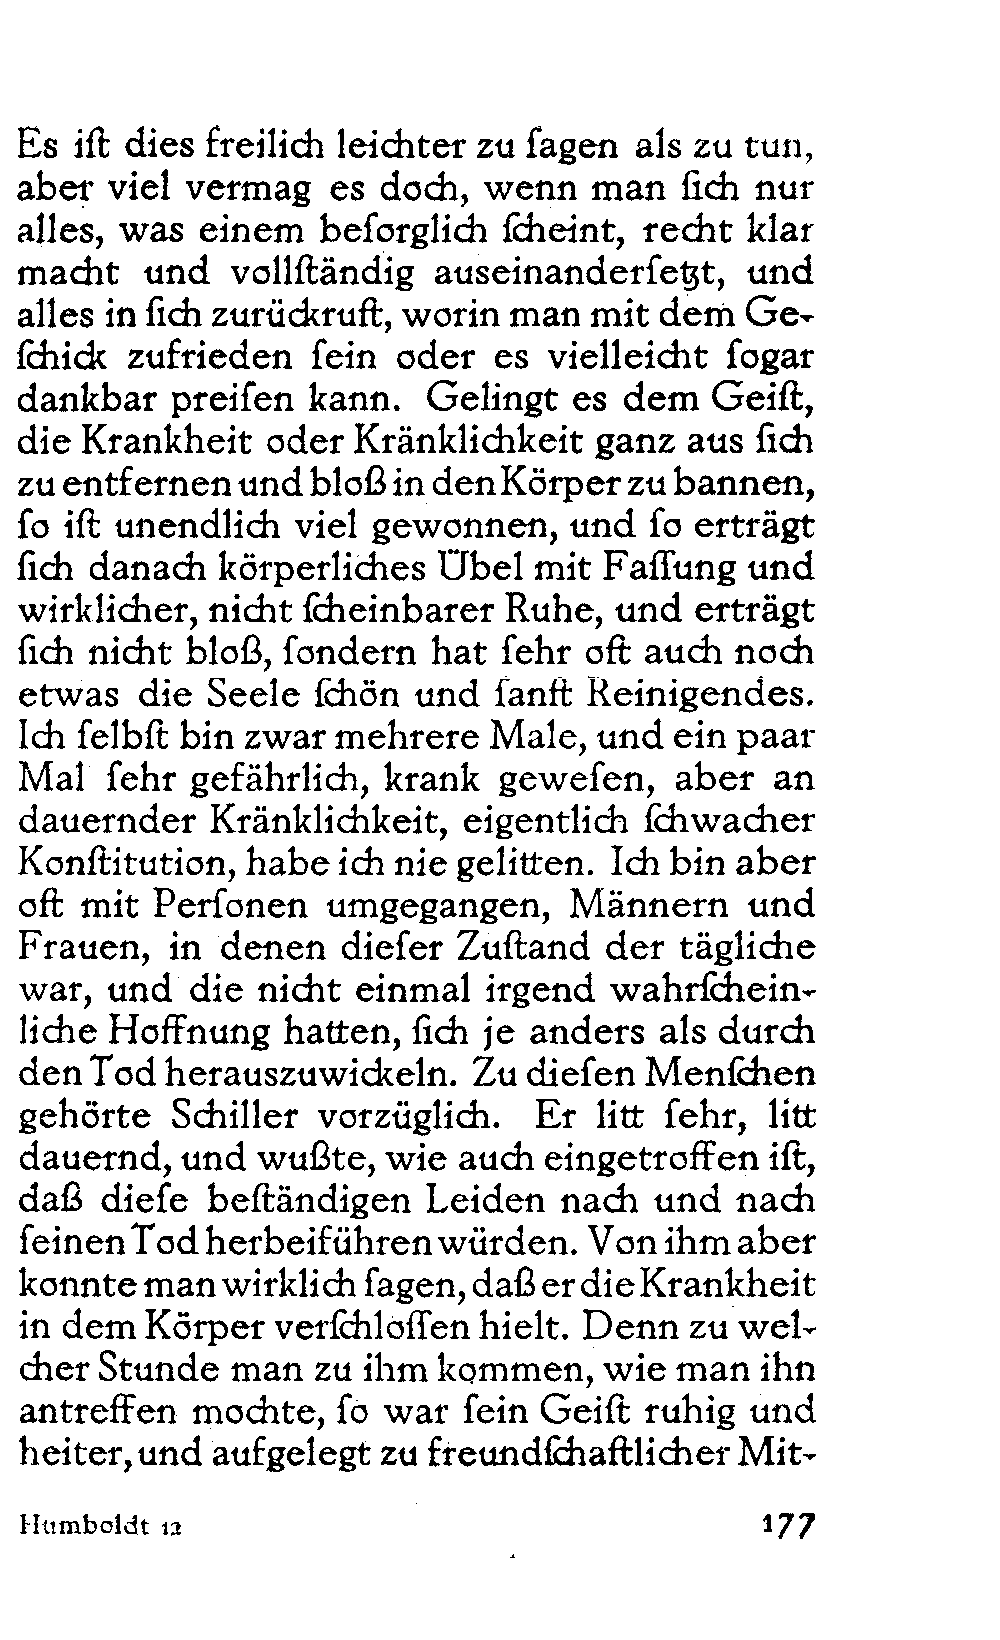 Es iſt dies freilich leichter zu ſagen als zu tun,
aber viel vermag es doch, wenn man ſich nur
alles, was einem beſorglich ſcheint, recht klar
macht und vollſtändig auseinanderſetzt, und
alles in ſich zurückruft, worin man mit dem Ge-
ſchick zufrieden ſein oder es vielleicht ſogar
dankbar preiſen kann. Gelingt es dem Geiſt,
die Krankheit oder Kränklichkeit ganz aus ſich
zu entfernen und bloß in den Körper zu bannen,
ſo iſt unendlich viel gewonnen, und ſo erträgt
ſich danach körperliches Übel mit Faſſung und
wirklicher, nicht ſcheinbarer Ruhe, und erträgt
ſich nicht bloß, ſondern hat ſehr oft auch noch
etwas die Seele ſchön und ſanft Reinigendes.
Ich ſelbſt bin zwar mehrere Male, und ein paar
Mal ſehr gefährlich, krank geweſen, aber an
dauernder Kränklichkeit, eigentlich ſchwacher
Konſtitution, habe ich nie gelitten. Ich bin aber
oft mit Perſonen umgegangen, Männern und
Frauen, in denen dieſer Zuſtand der tägliche
war, und die nicht einmal irgend wahrſchein-
liche Hoffnung hatten, ſich je anders als durch
den Tod herauszuwickeln. Zu dieſen Menſchen
gehörte Schiller vorzüglich. Er litt ſehr, litt
dauernd, und wußte, wie auch eingetroffen iſt,
daß dieſe beſtändigen Leiden nach und nach
ſeinen Tod herbeiführen würden. Von ihm aber
konnte man wirklich ſagen, daß er die Krankheit
in dem Körper verſchloſſen hielt. Denn zu wel-
cher Stunde man zu ihm kommen, wie man ihn
antreffen mochte, ſo war ſein Geiſt ruhig und
heiter, und aufgelegt zu freundſchaftlicher Mit-
Humboldt 12
177